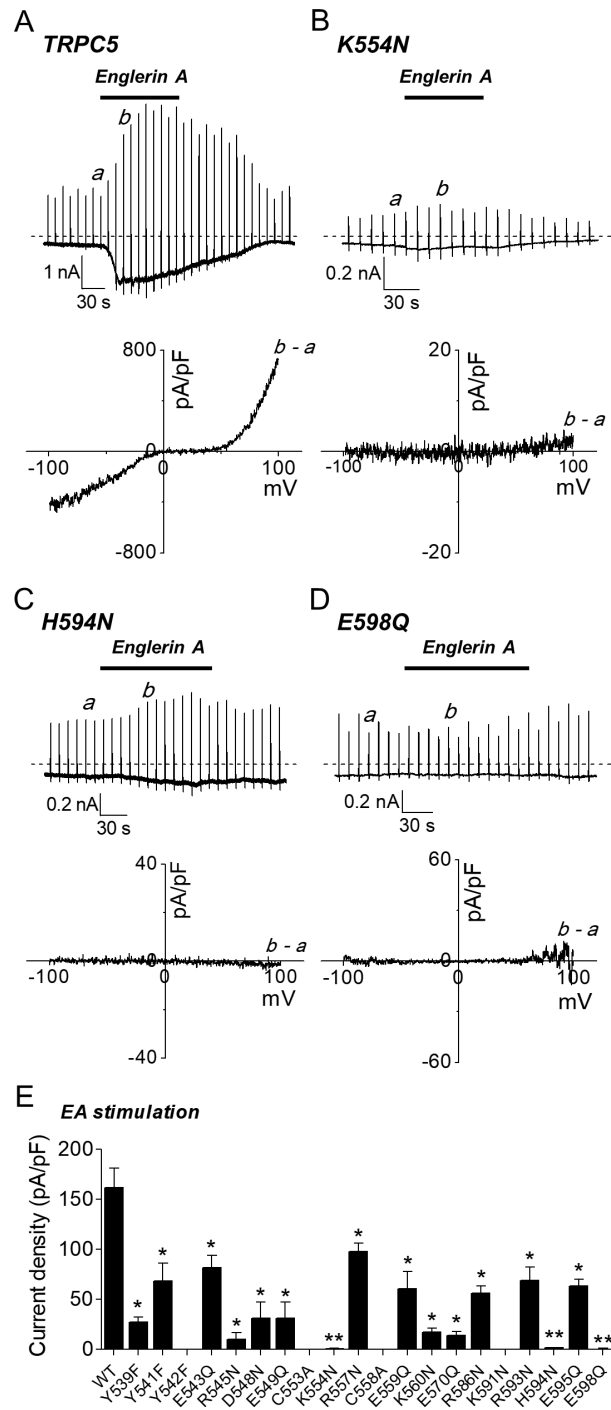 A
TRPC5
Englerin A
b
a
1 nA
30 s
800
b - a
pA/pF
-100
0
0
100
mV
-800
B
K554N
Englerin A
a
b
0.2 nA
30 s
20
pA/pF
b - a
-100
0
0
100
mV
-20
C
H594N
Englerin A
a
b
0.2 nA
30 s
40
pA/pF
b - a
-100
0
0
100
mV
-40
D
E598Q
Englerin A
a
b
0.2 nA
30 s
60
pA/pF
b - a
-100
0
0
100
mV
-60
E
EA stimulation
Current density (pA/pF)
200
150
100
50
0
* * * * * * ** * * * * * * ** * **
WT Y539F Y541F Y542F E543Q R545N D548N E549Q C553A K554N R557N C558A E559Q K560N E570Q R586N K591N R593N H594N E595Q E598Q